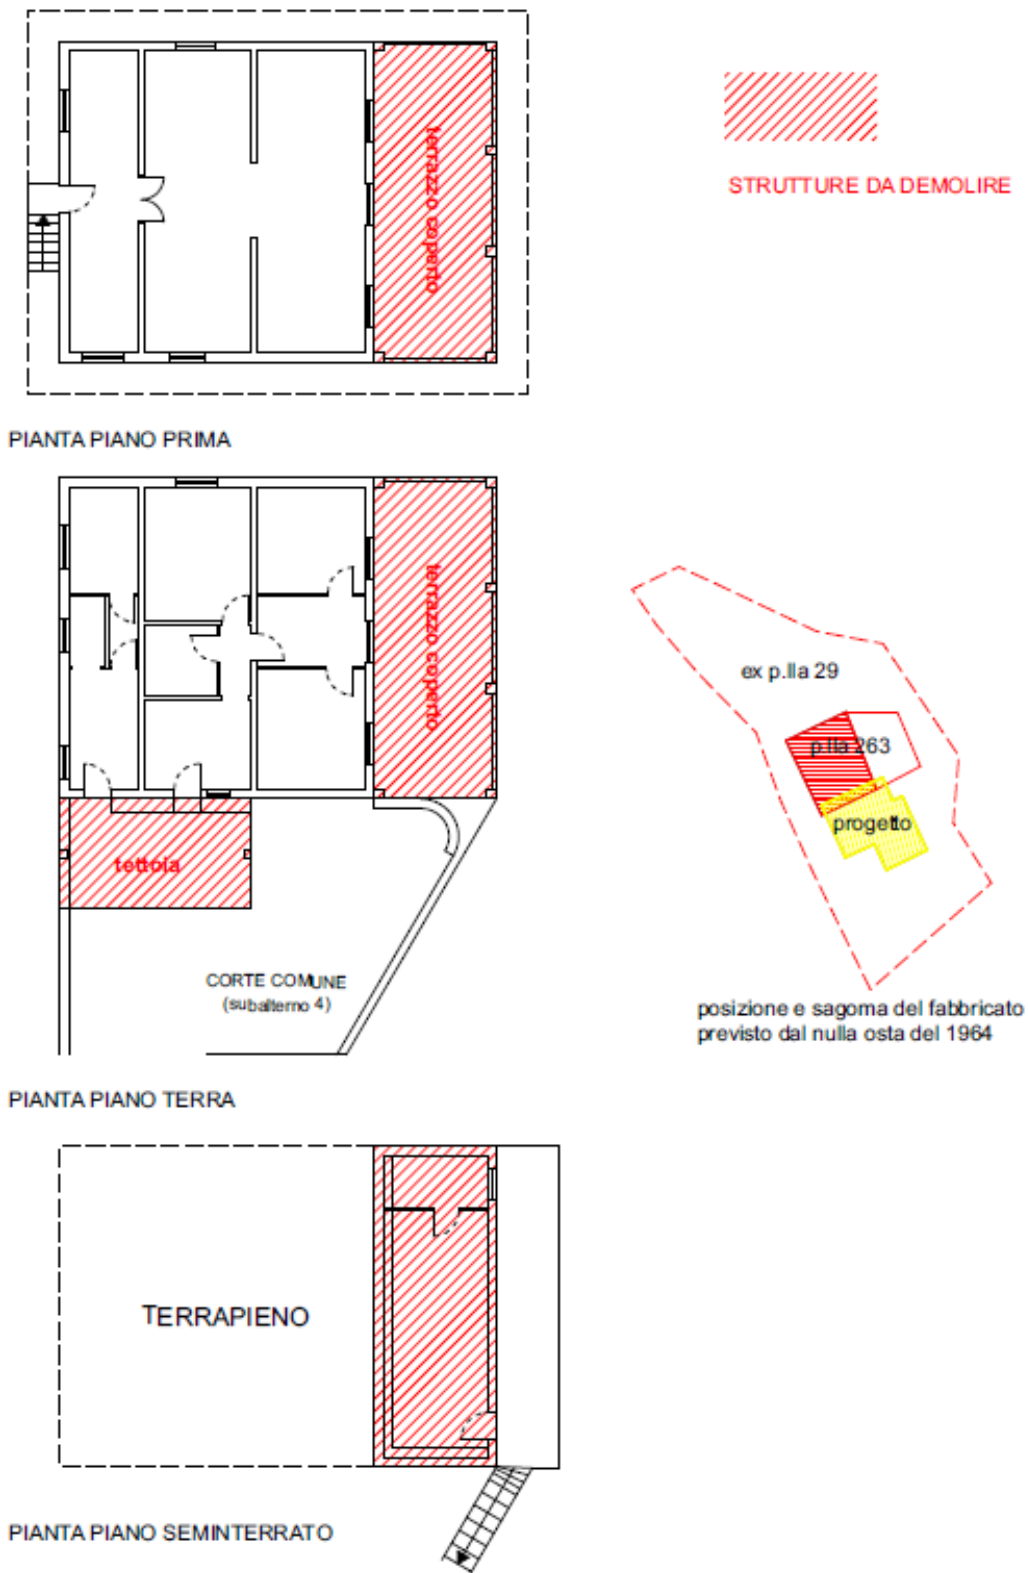 terrazzo coperto
STRUTTURE DA DEMOLIRE
PIANTA PIANO PRIMA
terrazzo coperto
tettoia
CORTE COMUNE
(subalterno 4)
PIANTA PIANO TERRA
ex p.lla 29
p.lla 263
progetto
posizione e sagoma del fabbricato
previsto dal nulla osta del 1964
TERRAPIENO
PIANTA PIANO SEMINTERRATO